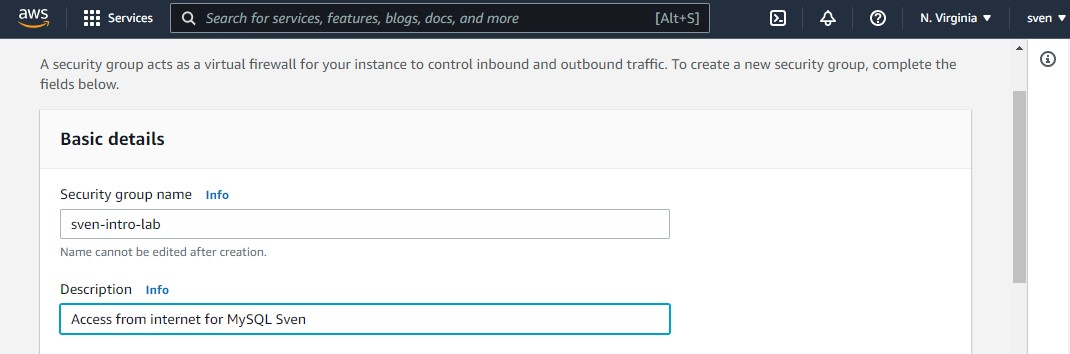 aws Services Search for services, features, blogs, docs, and more [Alt+S] N. Virginia sven
A security group acts as a virtual firewall for your instance to control inbound and outbound traffic. To create a new security group, complete the
fields below.
Basic details
Security group name Info
sven-intro-lab
Name cannot be edited after creation.
Description Info
Access from internet for MySQL Sven